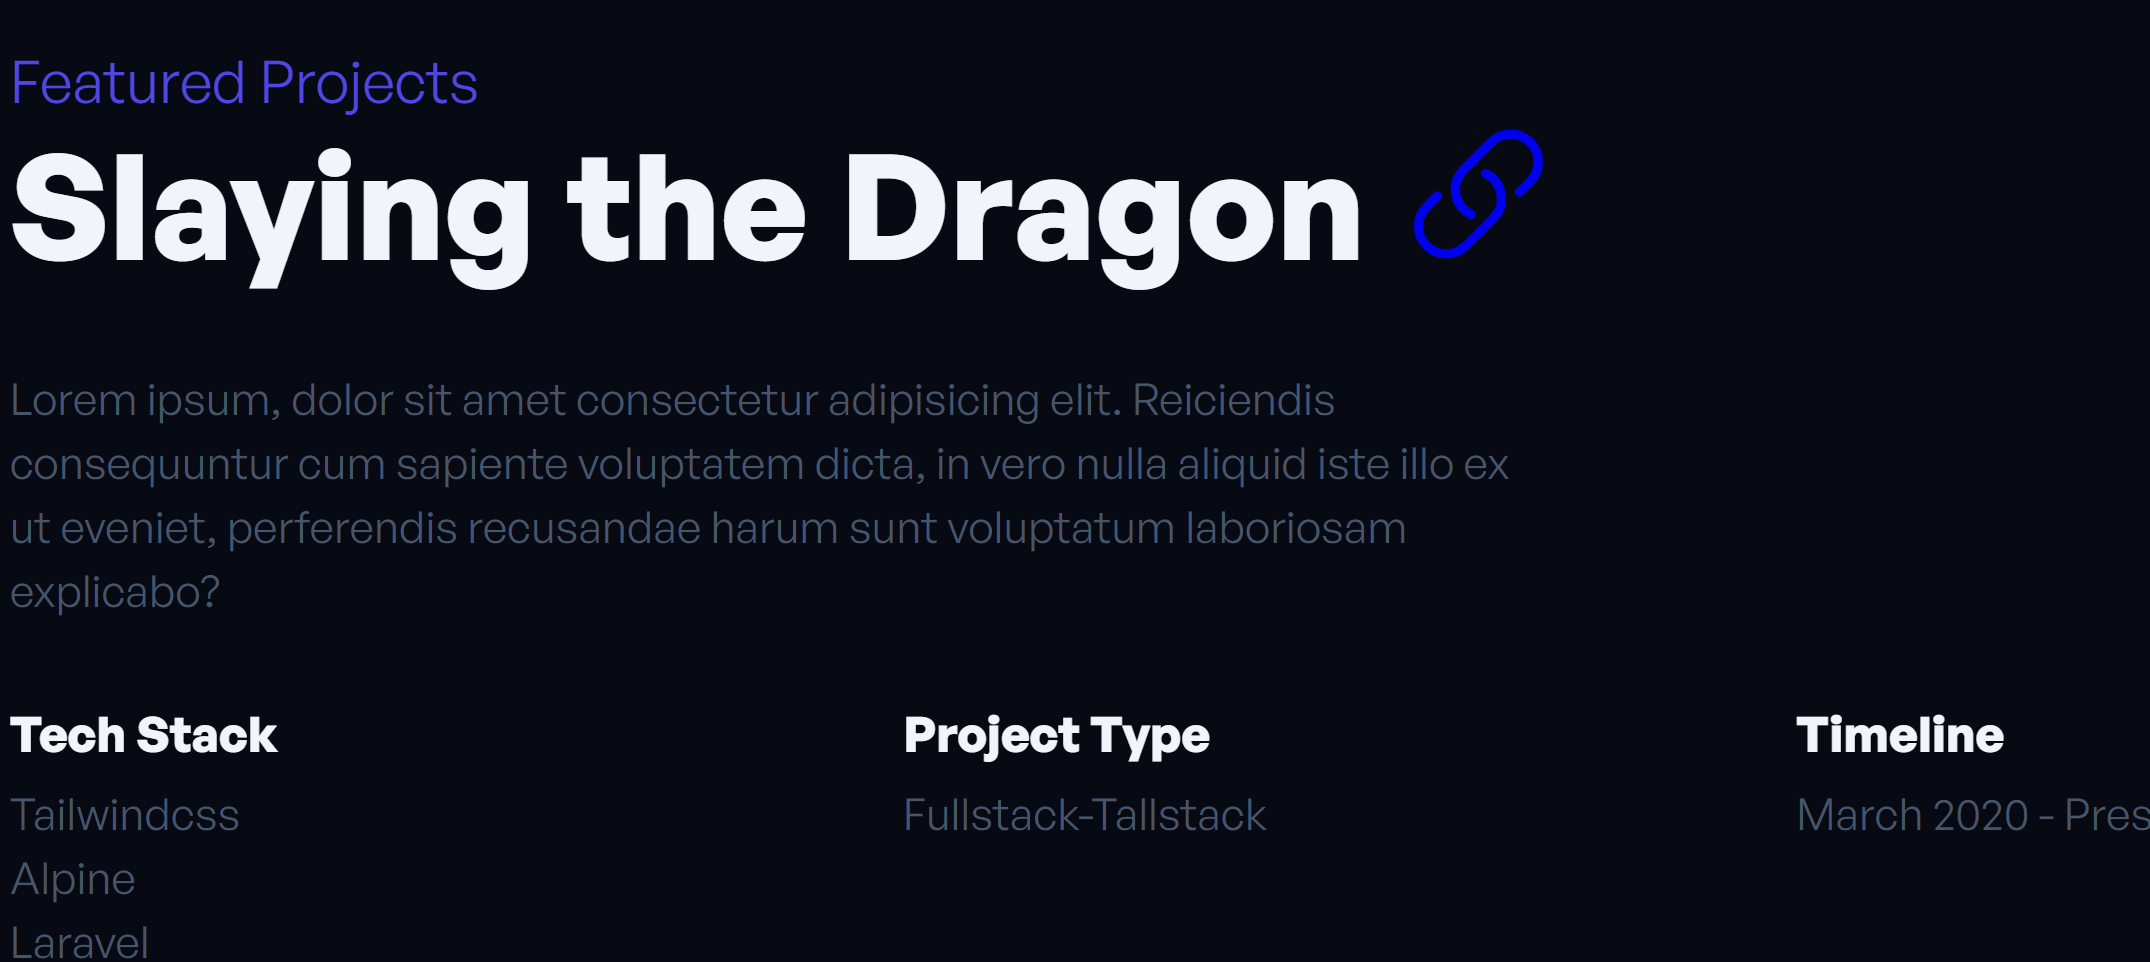 Featured Projects
Slaying the Dragon
Lorem ipsum, dolor sit amet consectetur adipisicing elit. Reiciendis
consequuntur cum sapiente voluptatem dicta, in vero nulla aliquid iste illo ex
ut eveniet, perferendis recusandae harum sunt voluptatum laboriosam
explicabo?
Tech Stack Project Type Timeline
Tailwindcss Fullstack-Tallstack March 2020 - Pres
Alpine
Laravel